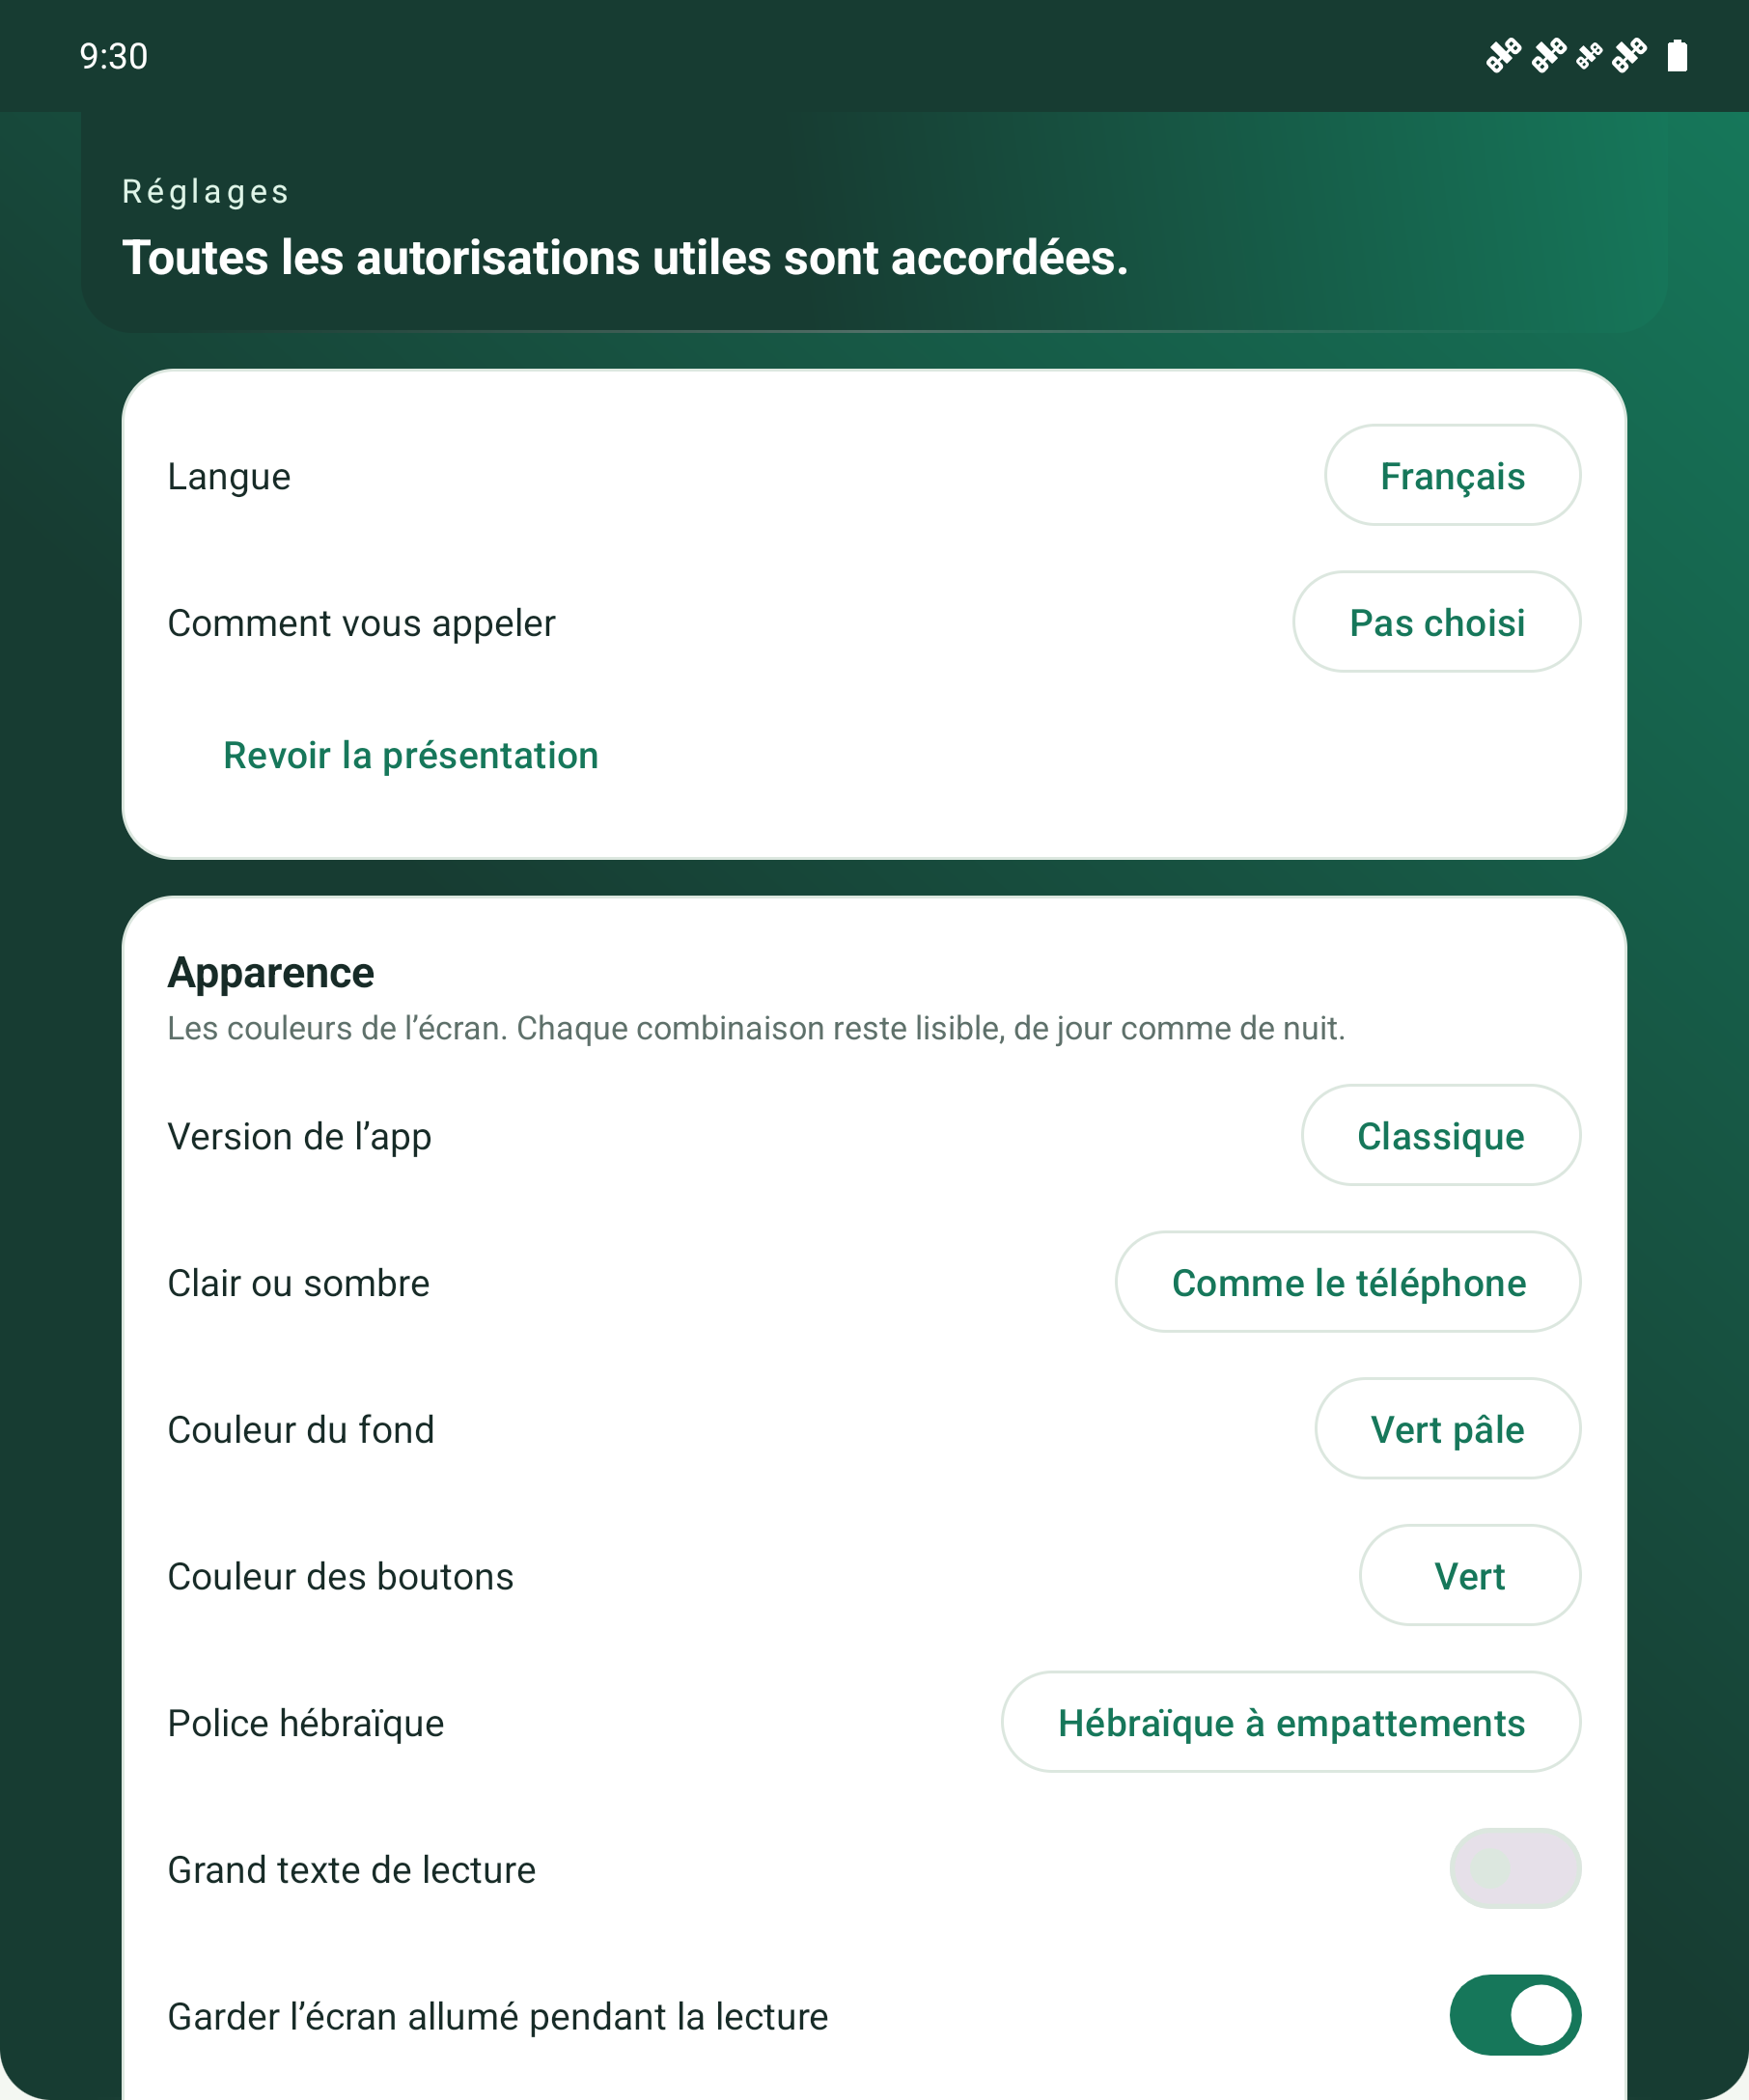 9:30
Réglages
Toutes les autorisations utiles sont accordées.
Langue
Français
Comment vous appeler
Pas choisi
Revoir la présentation
Apparence
Les couleurs de l’écran. Chaque combinaison reste lisible, de jour comme de nuit.
Version de l’app
Classique
Clair ou sombre
Comme le téléphone
Couleur du fond
Vert pâle
Couleur des boutons
Vert
Police hébraïque
Hébraïque à empattements
Grand texte de lecture
Garder l’écran allumé pendant la lecture